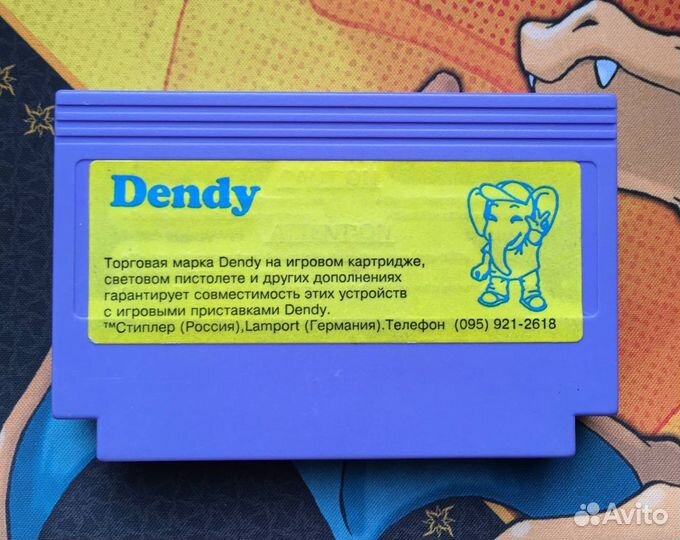 Dendy
Торговая марка Dendy на игровом картридже,
световом пистолете и других дополнениях
гарантирует совместимость этих устройств
с игровыми приставками Dendy.
™Стиплер (Россия),Lamport (Германия).Телефон (095) 921-2618
Avito